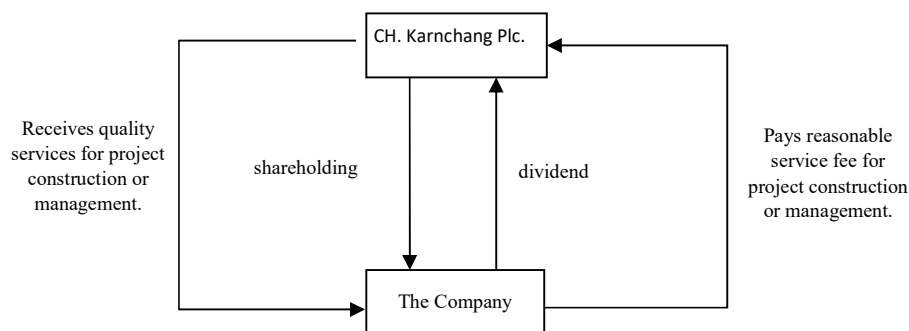 CH. Karnchang Plc.
Receives quality
services for project
construction or
management.
shareholding
dividend
Pays reasonable
service fee for
project construction
or management.
The Company